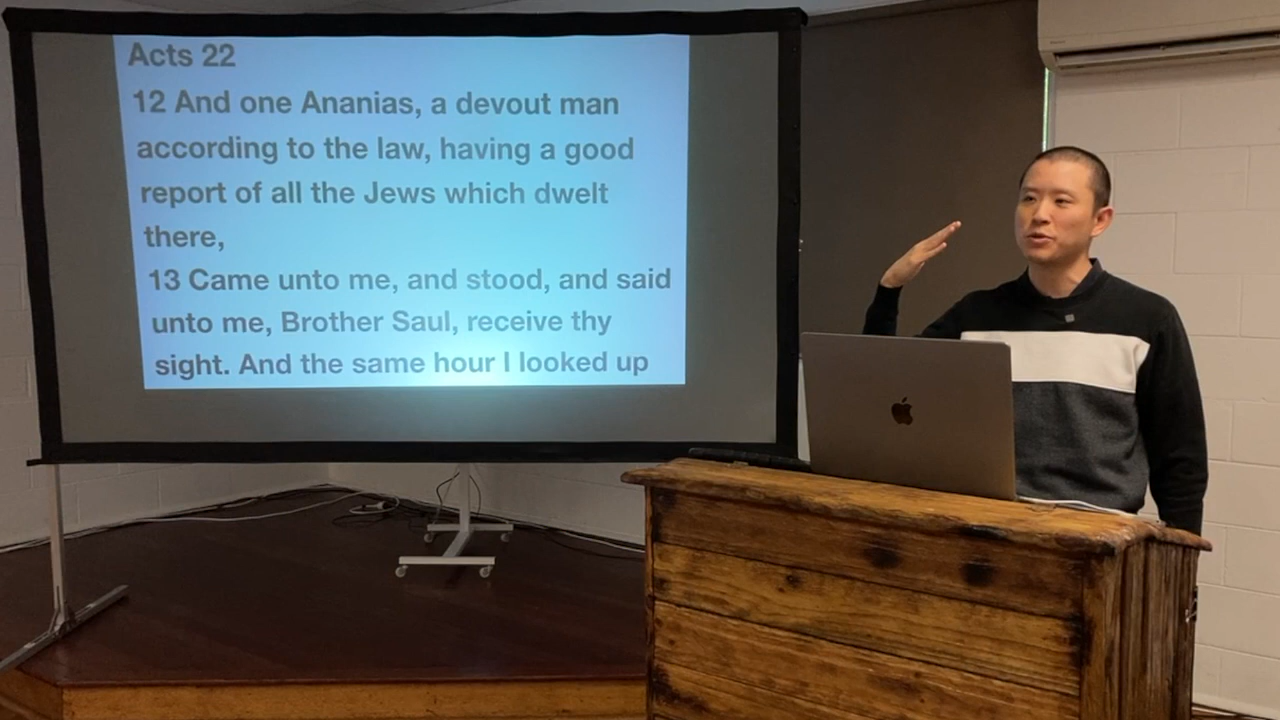 Acts 22
12 And one Ananias, a devout man
according to the law, having a good
report of all the Jews which dwelt
there,
13 Came unto me, and stood, and said
unto me, Brother Saul, receive thy
sight. And the same hour I looked up